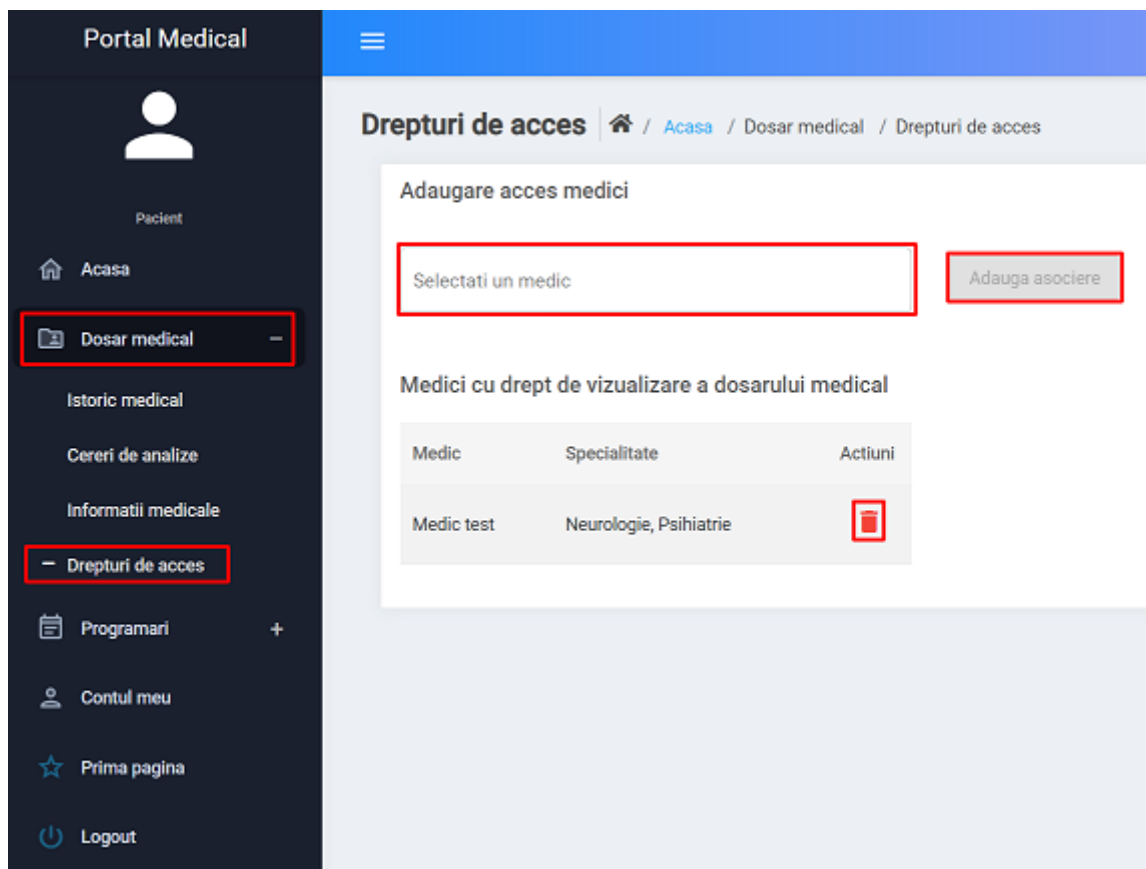 Portal Medical
Pacient
Acasa
Dosar medical
Istoric medical
Cereri de analize
Informatii medicale
Drepturi de acces
Programari +
Contul meu
Prima pagina
Logout
Drepturi de acces / Acasa / Dosar medical / Drepturi de acces
Adaugare acces medici
Selectati un medic
Adauga asociere
Medici cu drept de vizualizare a dosarului medical
Medic Specialitate Actiuni
Medic test Neurologie, Psihiatrie